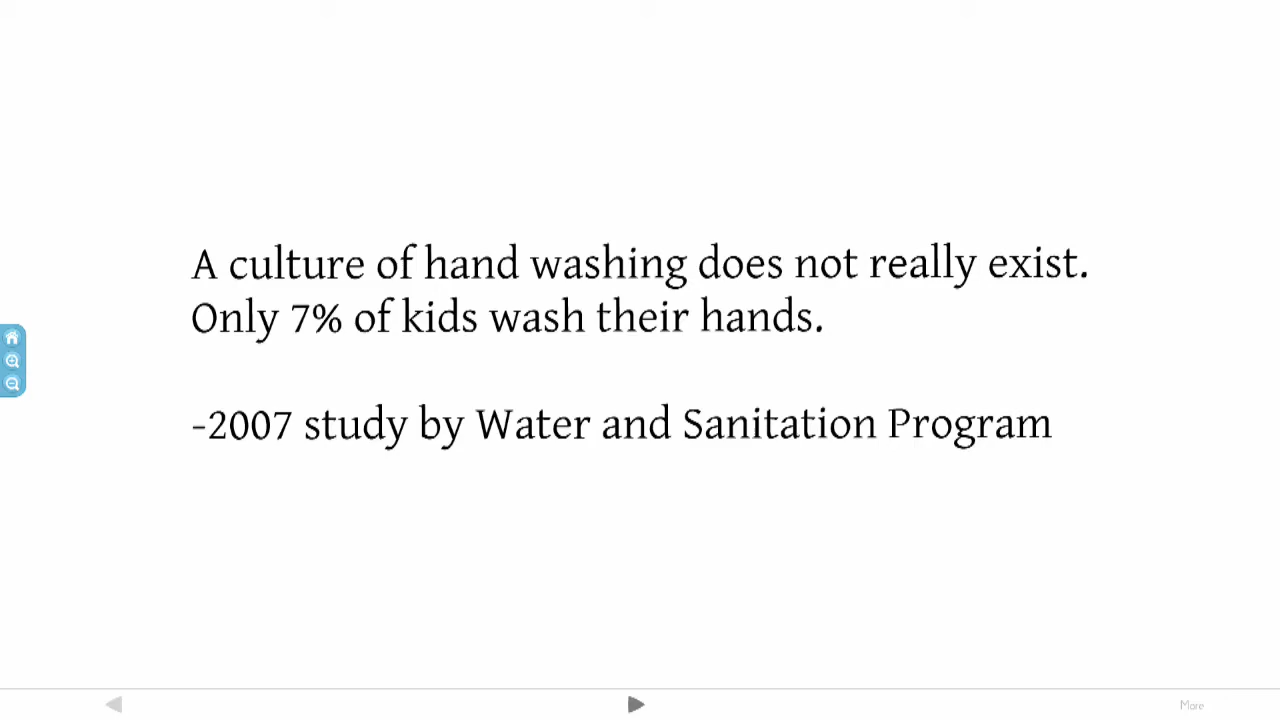 A culture of hand washing does not really exist.
Only 7% of kids wash their hands.
-2007 study by Water and Sanitation Program
More